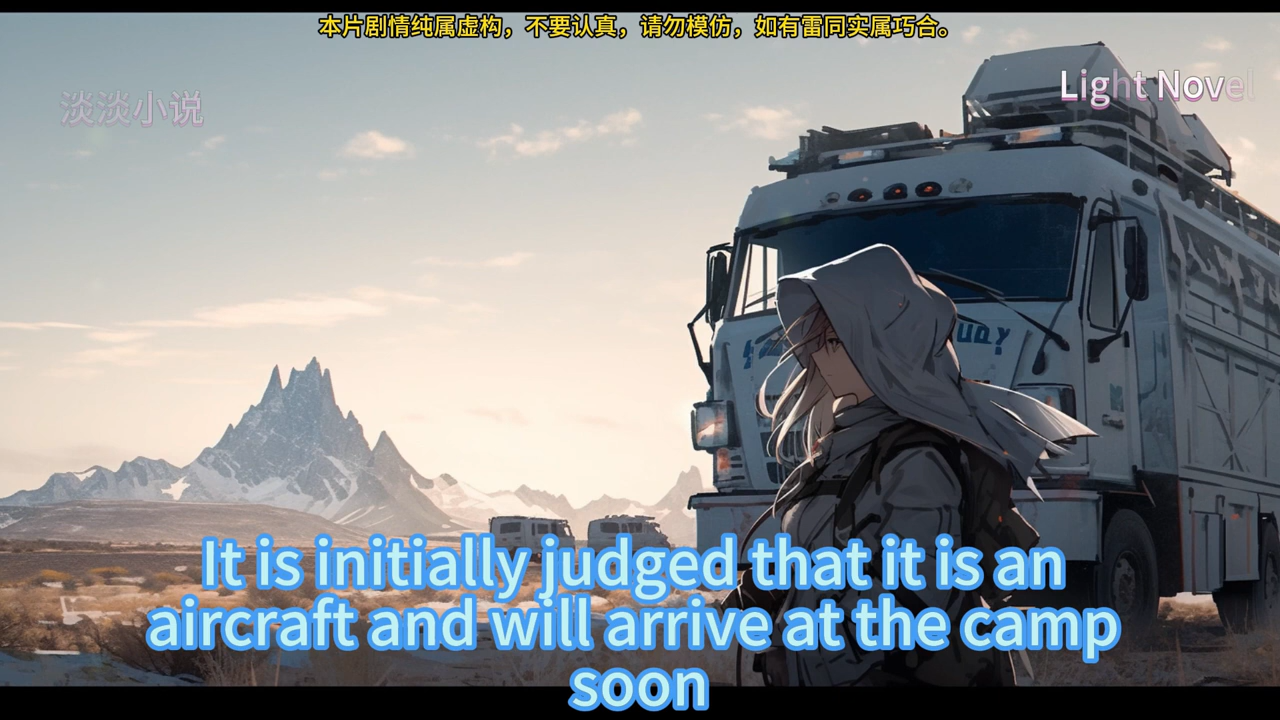 本片剧情纯属虚构，不要认真，请勿模仿，如有雷同实属巧合。
淡淡小说
Light Novel
It is initially judged that it is an
aircraft and will arrive at the camp
soon